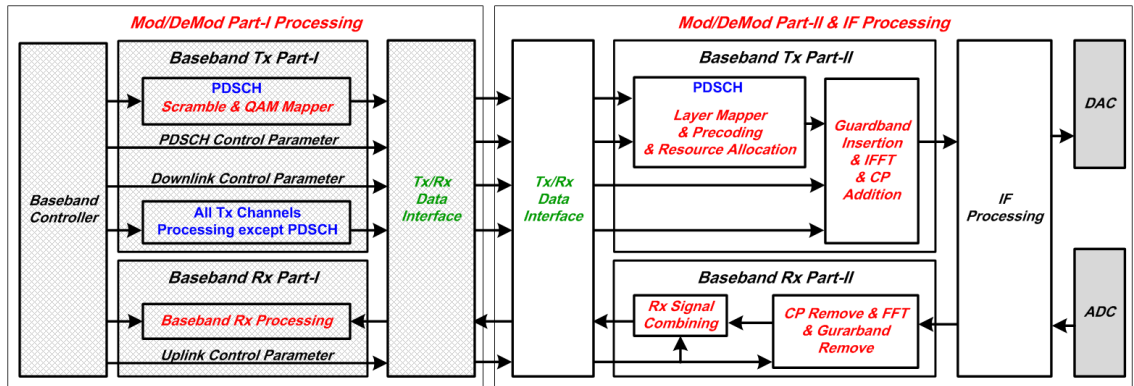 Mod/DeMod Part-I Processing
Baseband
Controller
Baseband Tx Part-I
PDSCH
Scramble & QAM Mapper
PDSCH Control Parameter
Downlink Control Parameter
All Tx Channels
Processing except PDSCH
Baseband Rx Part-I
Baseband Rx Processing
Uplink Control Parameter
Tx/Rx
Data
Interface
Mod/DeMod Part-II & IF Processing
Tx/Rx
Data
Interface
Baseband Tx Part-II
PDSCH
Layer Mapper
& Precoding
& Resource Allocation
Guardband
Insertion
& IFFT
& CP
Addition
Baseband Rx Part-II
Rx Signal
Combining
CP Remove & FFT
& Gurarband
Remove
IF
Processing
DAC
ADC